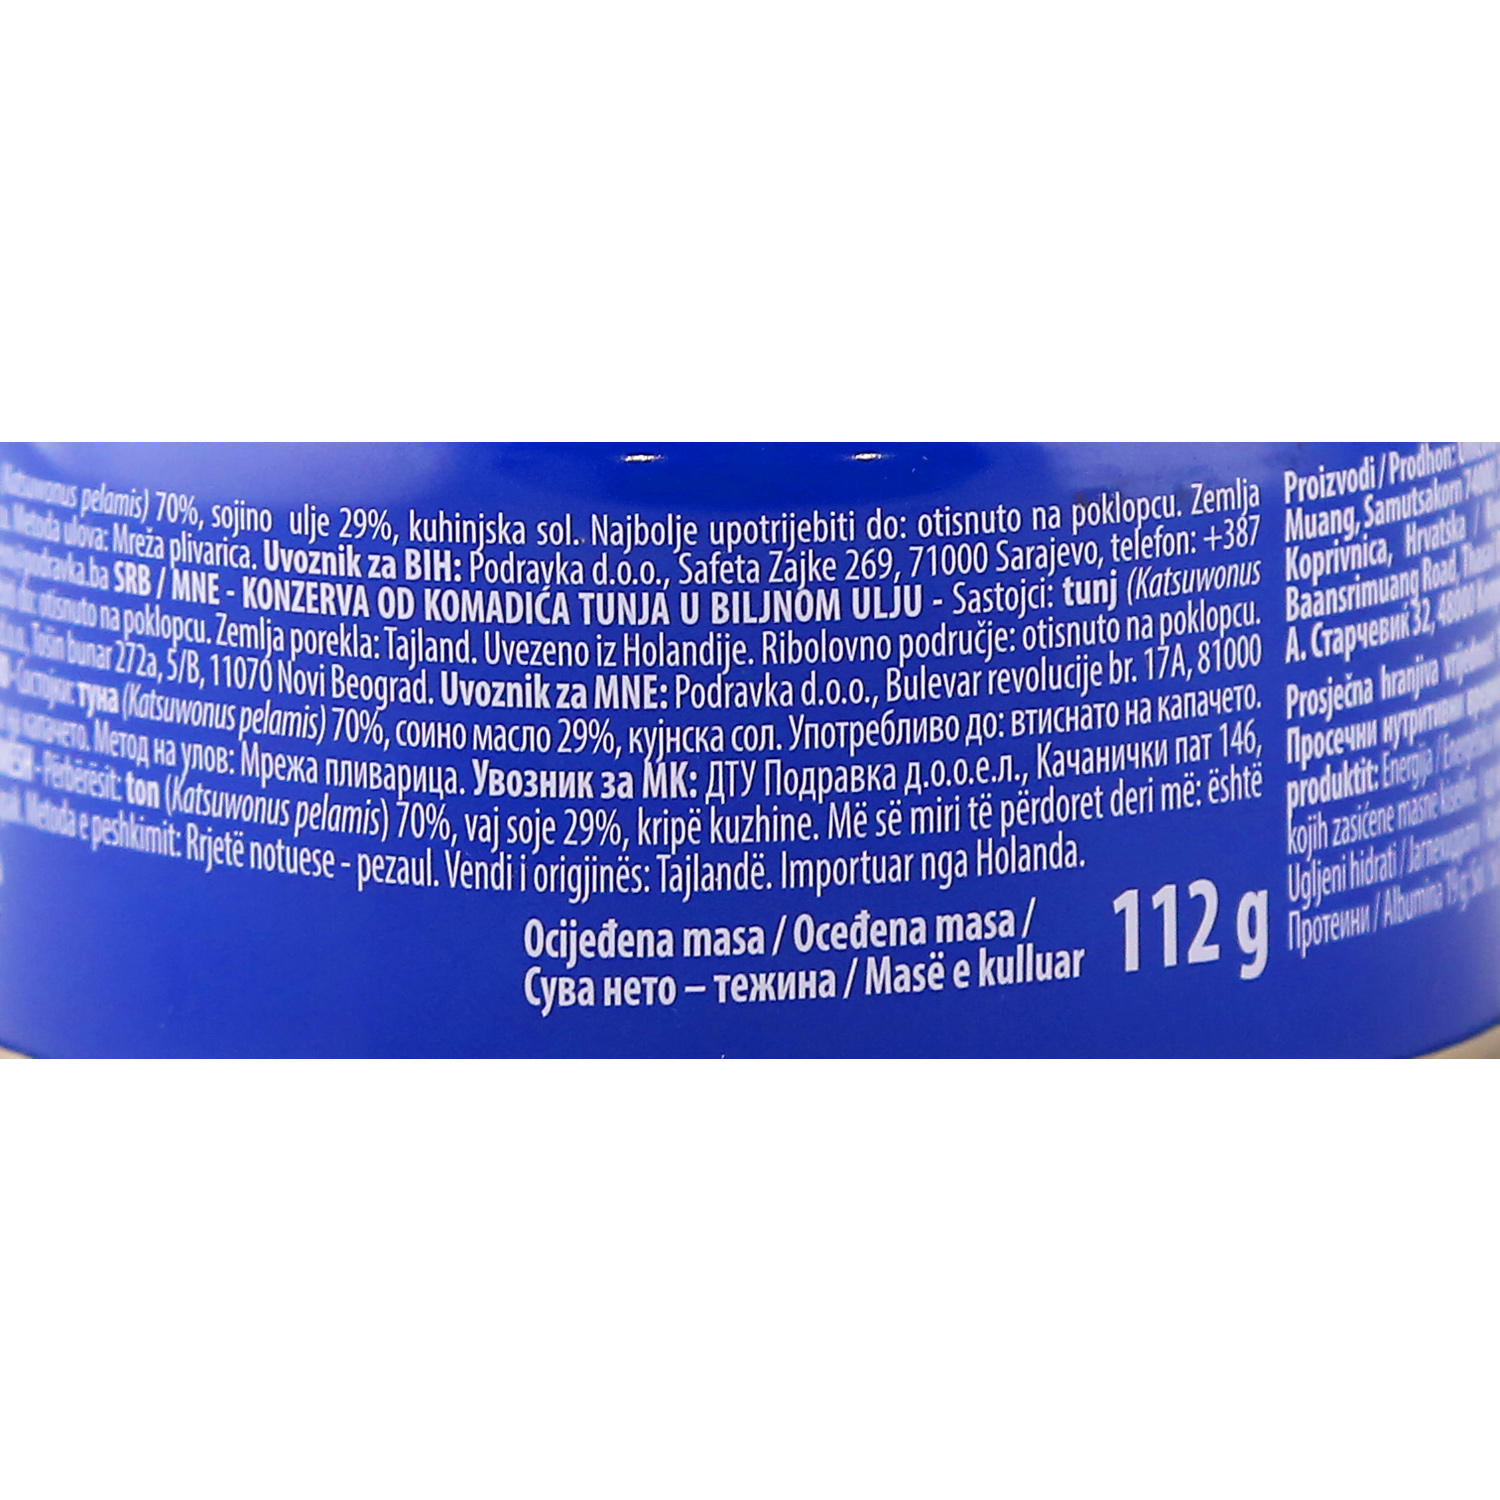 pelamis) 70%, sojino ulje 29%, kuhinjska sol. Najbolje upotrijebiti do: otisnuto na poklopcu. Zemlja
Metoda ulova: Mreža plivarica. Uvoznik za BIH: Podravka d.o.o., Safeta Zajke 269, 71000 Sarajevo, telefon: +387
SRB / MNE - KONZERVA OD KOMADIĆA TUNJA U BILJNOM ULJU - Sastojci: tunj (Katsuwonus
otisnuto na poklopcu. Zemlja porekla: Tajland. Uvezeno iz Holandije. Ribolovno područje: otisnuto na poklopcu.
Tošin bunar 272a, 5/B, 11070 Novi Beograd. Uvoznik za MNE: Podravka d.o.o., Bulevar revolucije br. 17A, 81000
туна (Katsuwonus pelamis) 70%, соино масло 29%, кујнска сол. Употребливо до: втиснато на капачето.
капачето. Метод на улов: Мрежа пливарица. Увозник за МК: ДТУ Подравка д.о.о.е.л., Качанички пат 146,
Përbërësit: ton (Katsuwonus pelamis) 70%, vaj soje 29%, kripë kuzhine. Më së miri të përdoret deri më: është
Metoda e peshkimit: Rrjetë notuese - pezaul. Vendi i origjinës: Tajlandë. Importuar nga Holanda.
Ocijeđena masa / Oceđena masa /
Сува нето – тежина / Masë e kulluar
112 g
Proizvodi / Prodhon:
Muang, Samutsakorn
Koprivnica, Hrvatska /
Baansrimuang Road,
А. Старчевик 32, 48000
Prosječna hranjiva
Просечни нутритивни
produktit: Energija /
kojih zasićene masne
Ugljeni hidrati /
Протеини / Albumina